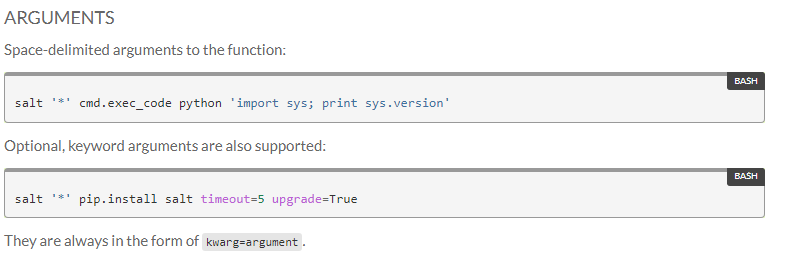 ARGUMENTS
Space-delimited arguments to the function:
BASH
salt '*' cmd.exec_code python 'import sys; print sys.version'
Optional, keyword arguments are also supported:
BASH
salt '*' pip.install salt timeout=5 upgrade=True
They are always in the form of kwarg=argument.